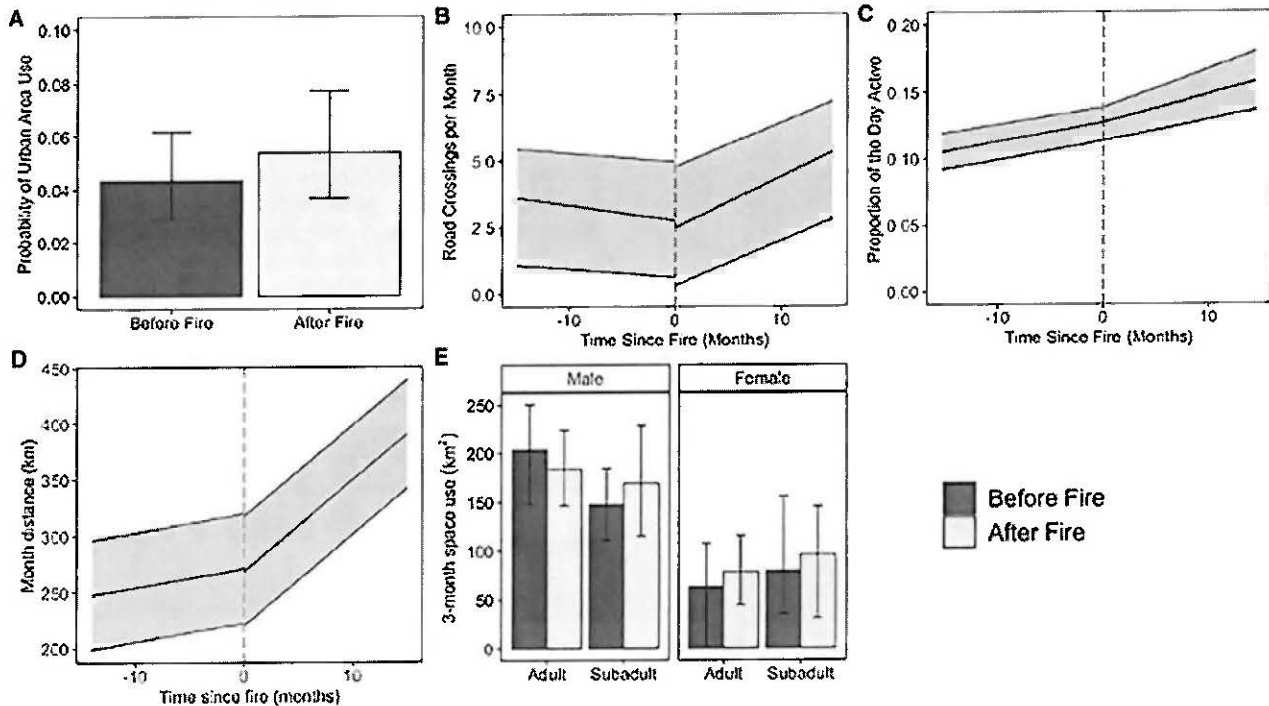 A
Probability of Urban Area Use
0.10
0.08
0.06
0.04
0.02
0.00
Before Fire
After Fire
B
Road Crossings per Month
10 0
7.5
5 0
2.5
0.0
-10
0
10
Time Since Fire (Months)
C
Proportion of the Day Active
0.20
0.15
0.10
0.05
0.00
-10
0
10
Time Since Fire (Months)
D
Month distance (km)
450
400
350
300
250
200
-10
0
10
Time since fire (months)
E
3-month space use (km²)
Male
Female
250
200
150
100
50
0
Adult
Subadult
Adult
Subadult
Before Fire
After Fire